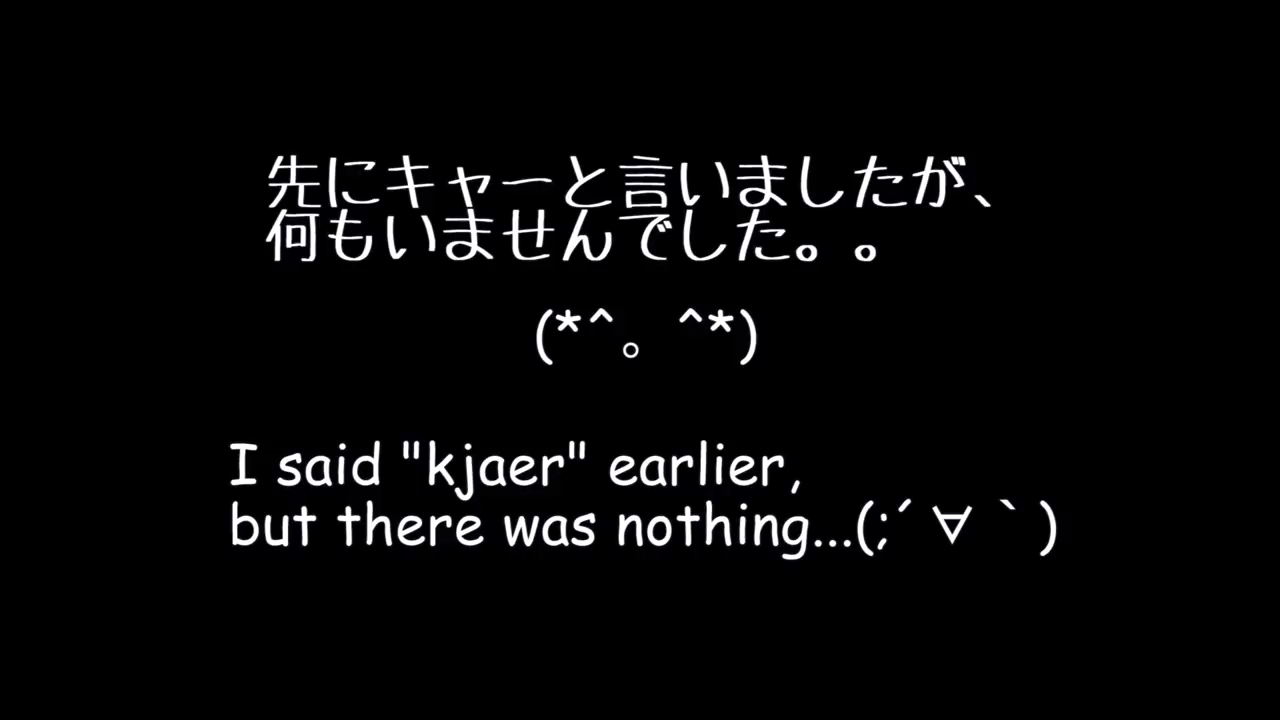 先にキャーと言いましたが、
何もいませんでした。。
(*^。^*)
I said "kjaer" earlier,
but there was nothing...(;´∀｀)